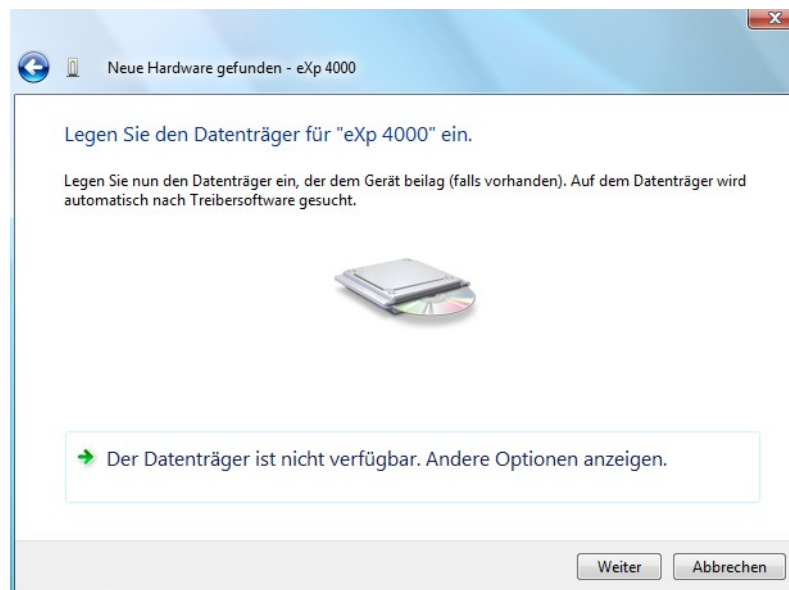 Neue Hardware gefunden - eXp 4000
Legen Sie den Datenträger für "eXp 4000" ein.
Legen Sie nun den Datenträger ein, der dem Gerät beilag (falls vorhanden). Auf dem Datenträger wird
automatisch nach Treibersoftware gesucht.
Der Datenträger ist nicht verfügbar. Andere Optionen anzeigen.
Weiter Abbrechen